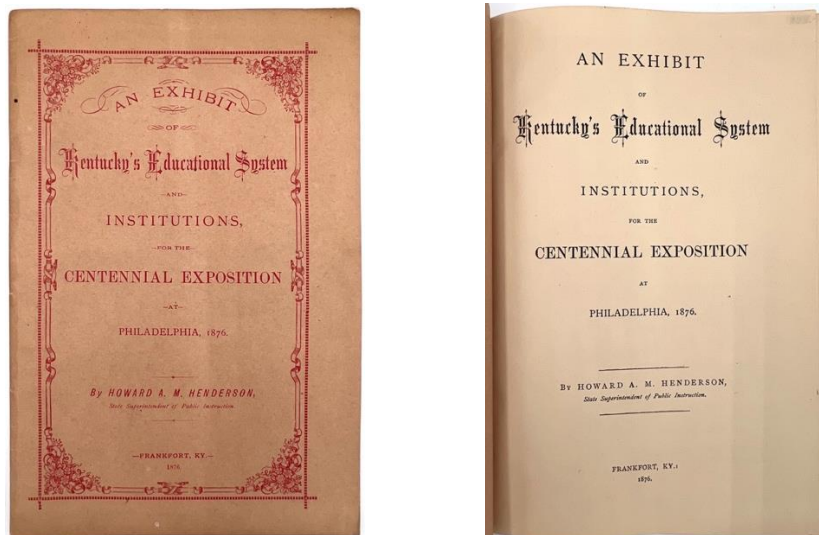 AN EXHIBIT
OF
Kentucky's Educational System
—AND—
INSTITUTIONS,
—FOR THE—
CENTENNIAL EXPOSITION
—AT—
PHILADELPHIA, 1876.
By HOWARD A. M. HENDERSON,
State Superintendent of Public Instruction.
—FRANKFORT, KY.—
1876.
AN EXHIBIT
OF
Kentucky's Educational System
AND
INSTITUTIONS,
FOR THE
CENTENNIAL EXPOSITION
AT
PHILADELPHIA, 1876.
By HOWARD A. M. HENDERSON,
State Superintendent of Public Instruction.
FRANKFORT, KY.:
1876.